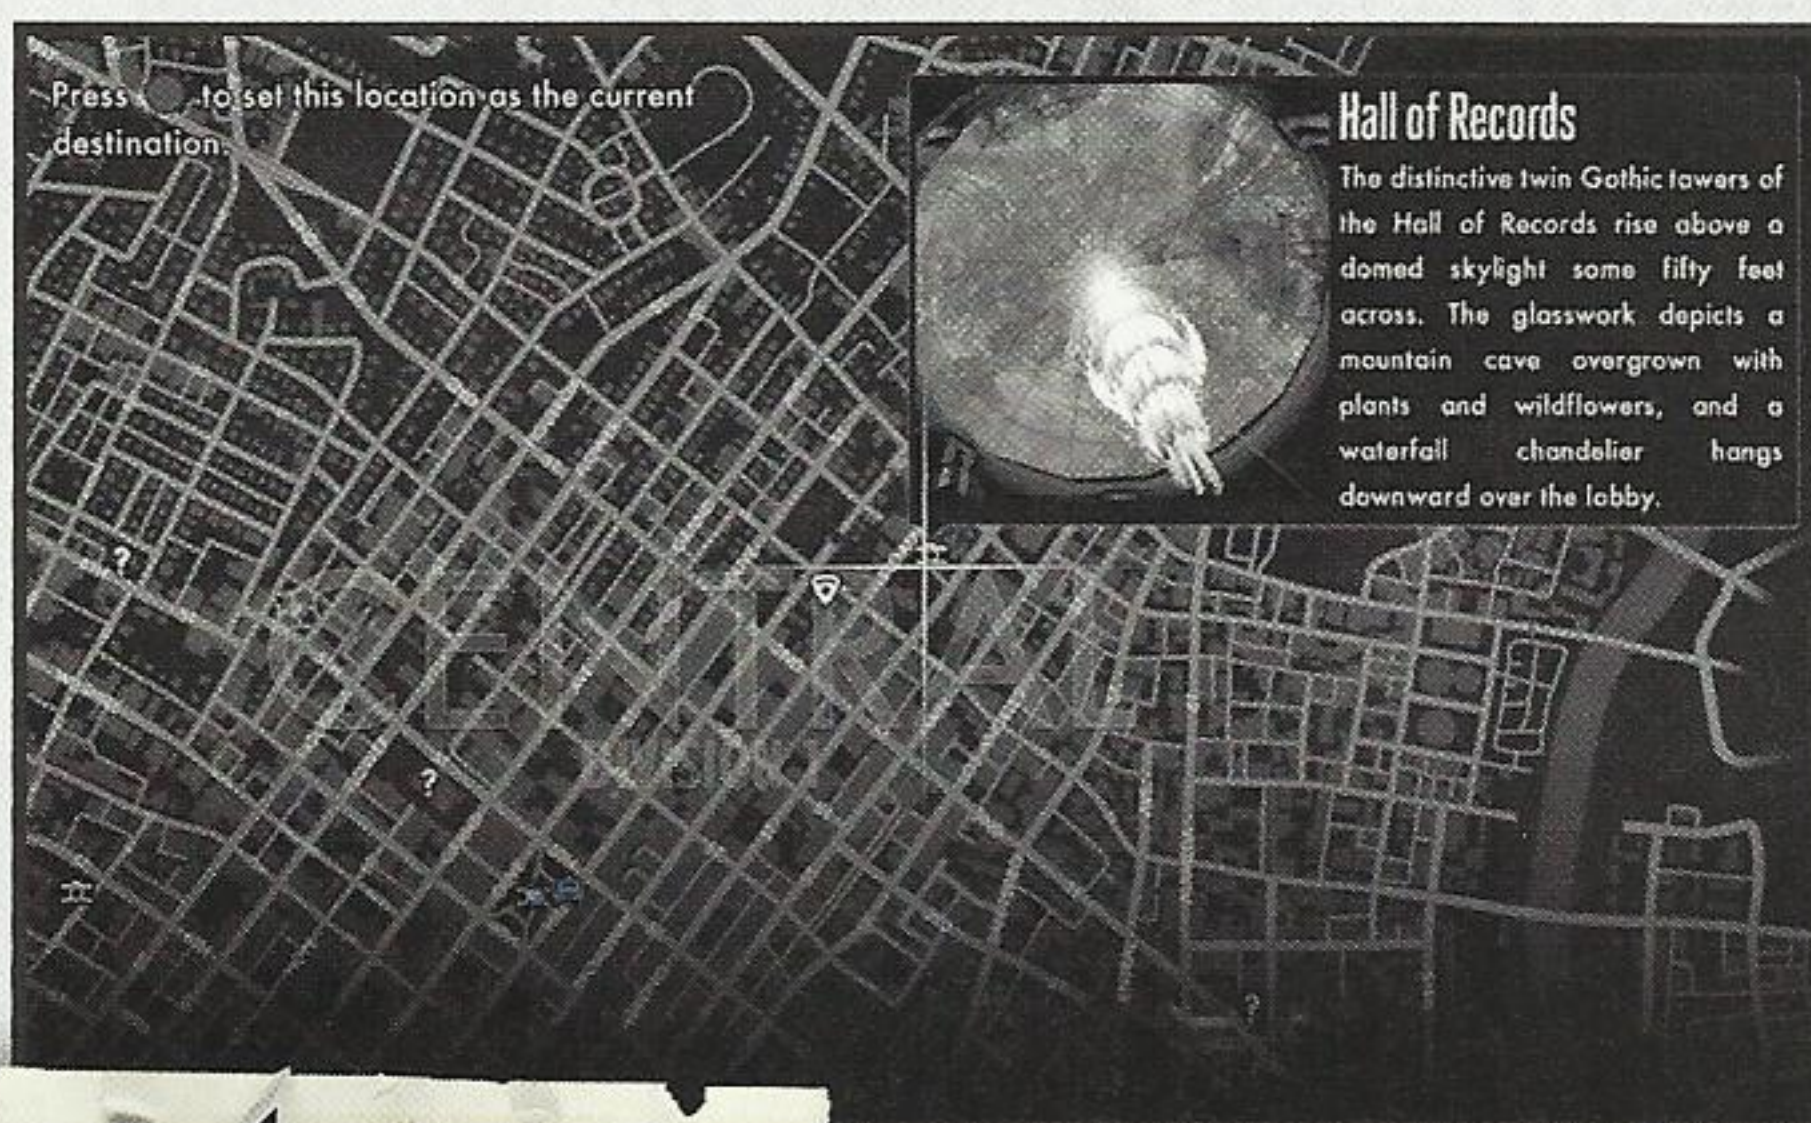 Press to set this location as the current
destination.
Hall of Records
The distinctive twin Gothic towers of
the Hall of Records rise above a
domed skylight some fifty feet
across. The glasswork depicts a
mountain cave overgrown with
plants and wildflowers, and a
waterfall chandelier hangs
downward over the lobby.
?
CENTRAL
?
?